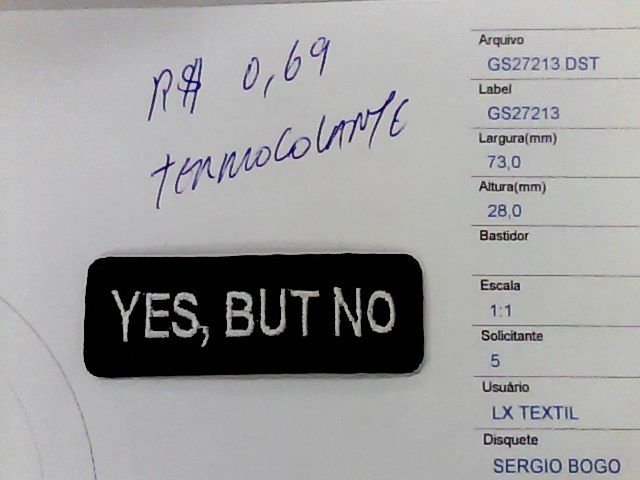 R$ 0,69
TERMOCOLANTE
YES, BUT NO
Arquivo
GS27213.DST
Label
GS27213
Largura(mm)
73,0
Altura(mm)
28,0
Bastidor
Escala
1:1
Solicitante
5
Usuário
LX TEXTIL
Disquete
SERGIO BOGO